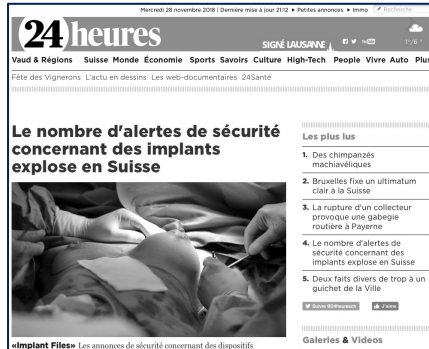 Mercredi 28 novembre 2018 | Dernière mise à jour 21:12 ▸ Petites annonces ▸ Immo Recherche
(24) heures
SIGNÉ LAUSANNE
1°/6°
Vaud & Régions Suisse Monde Économie Sports Savoirs Culture High-Tech People Vivre Auto Plus
Fête des Vignerons L'actu en dessins Les web-documentaires 24Santé
Le nombre d'alertes de sécurité
concernant des implants
explose en Suisse
«Implant Files» Les annonces de sécurité concernant des dispositifs
Les plus lus
1. Des chimpanzés
machiavéliques
2. Bruxelles fixe un ultimatum
clair à la Suisse
3. La rupture d'un collecteur
provoque une gabegie
routière à Payerne
4. Le nombre d'alertes de
sécurité concernant des
implants explose en Suisse
5. Deux faits divers de trop à un
guichet de la Ville
Suivre @24heuresch J'aime
Galeries & Videos